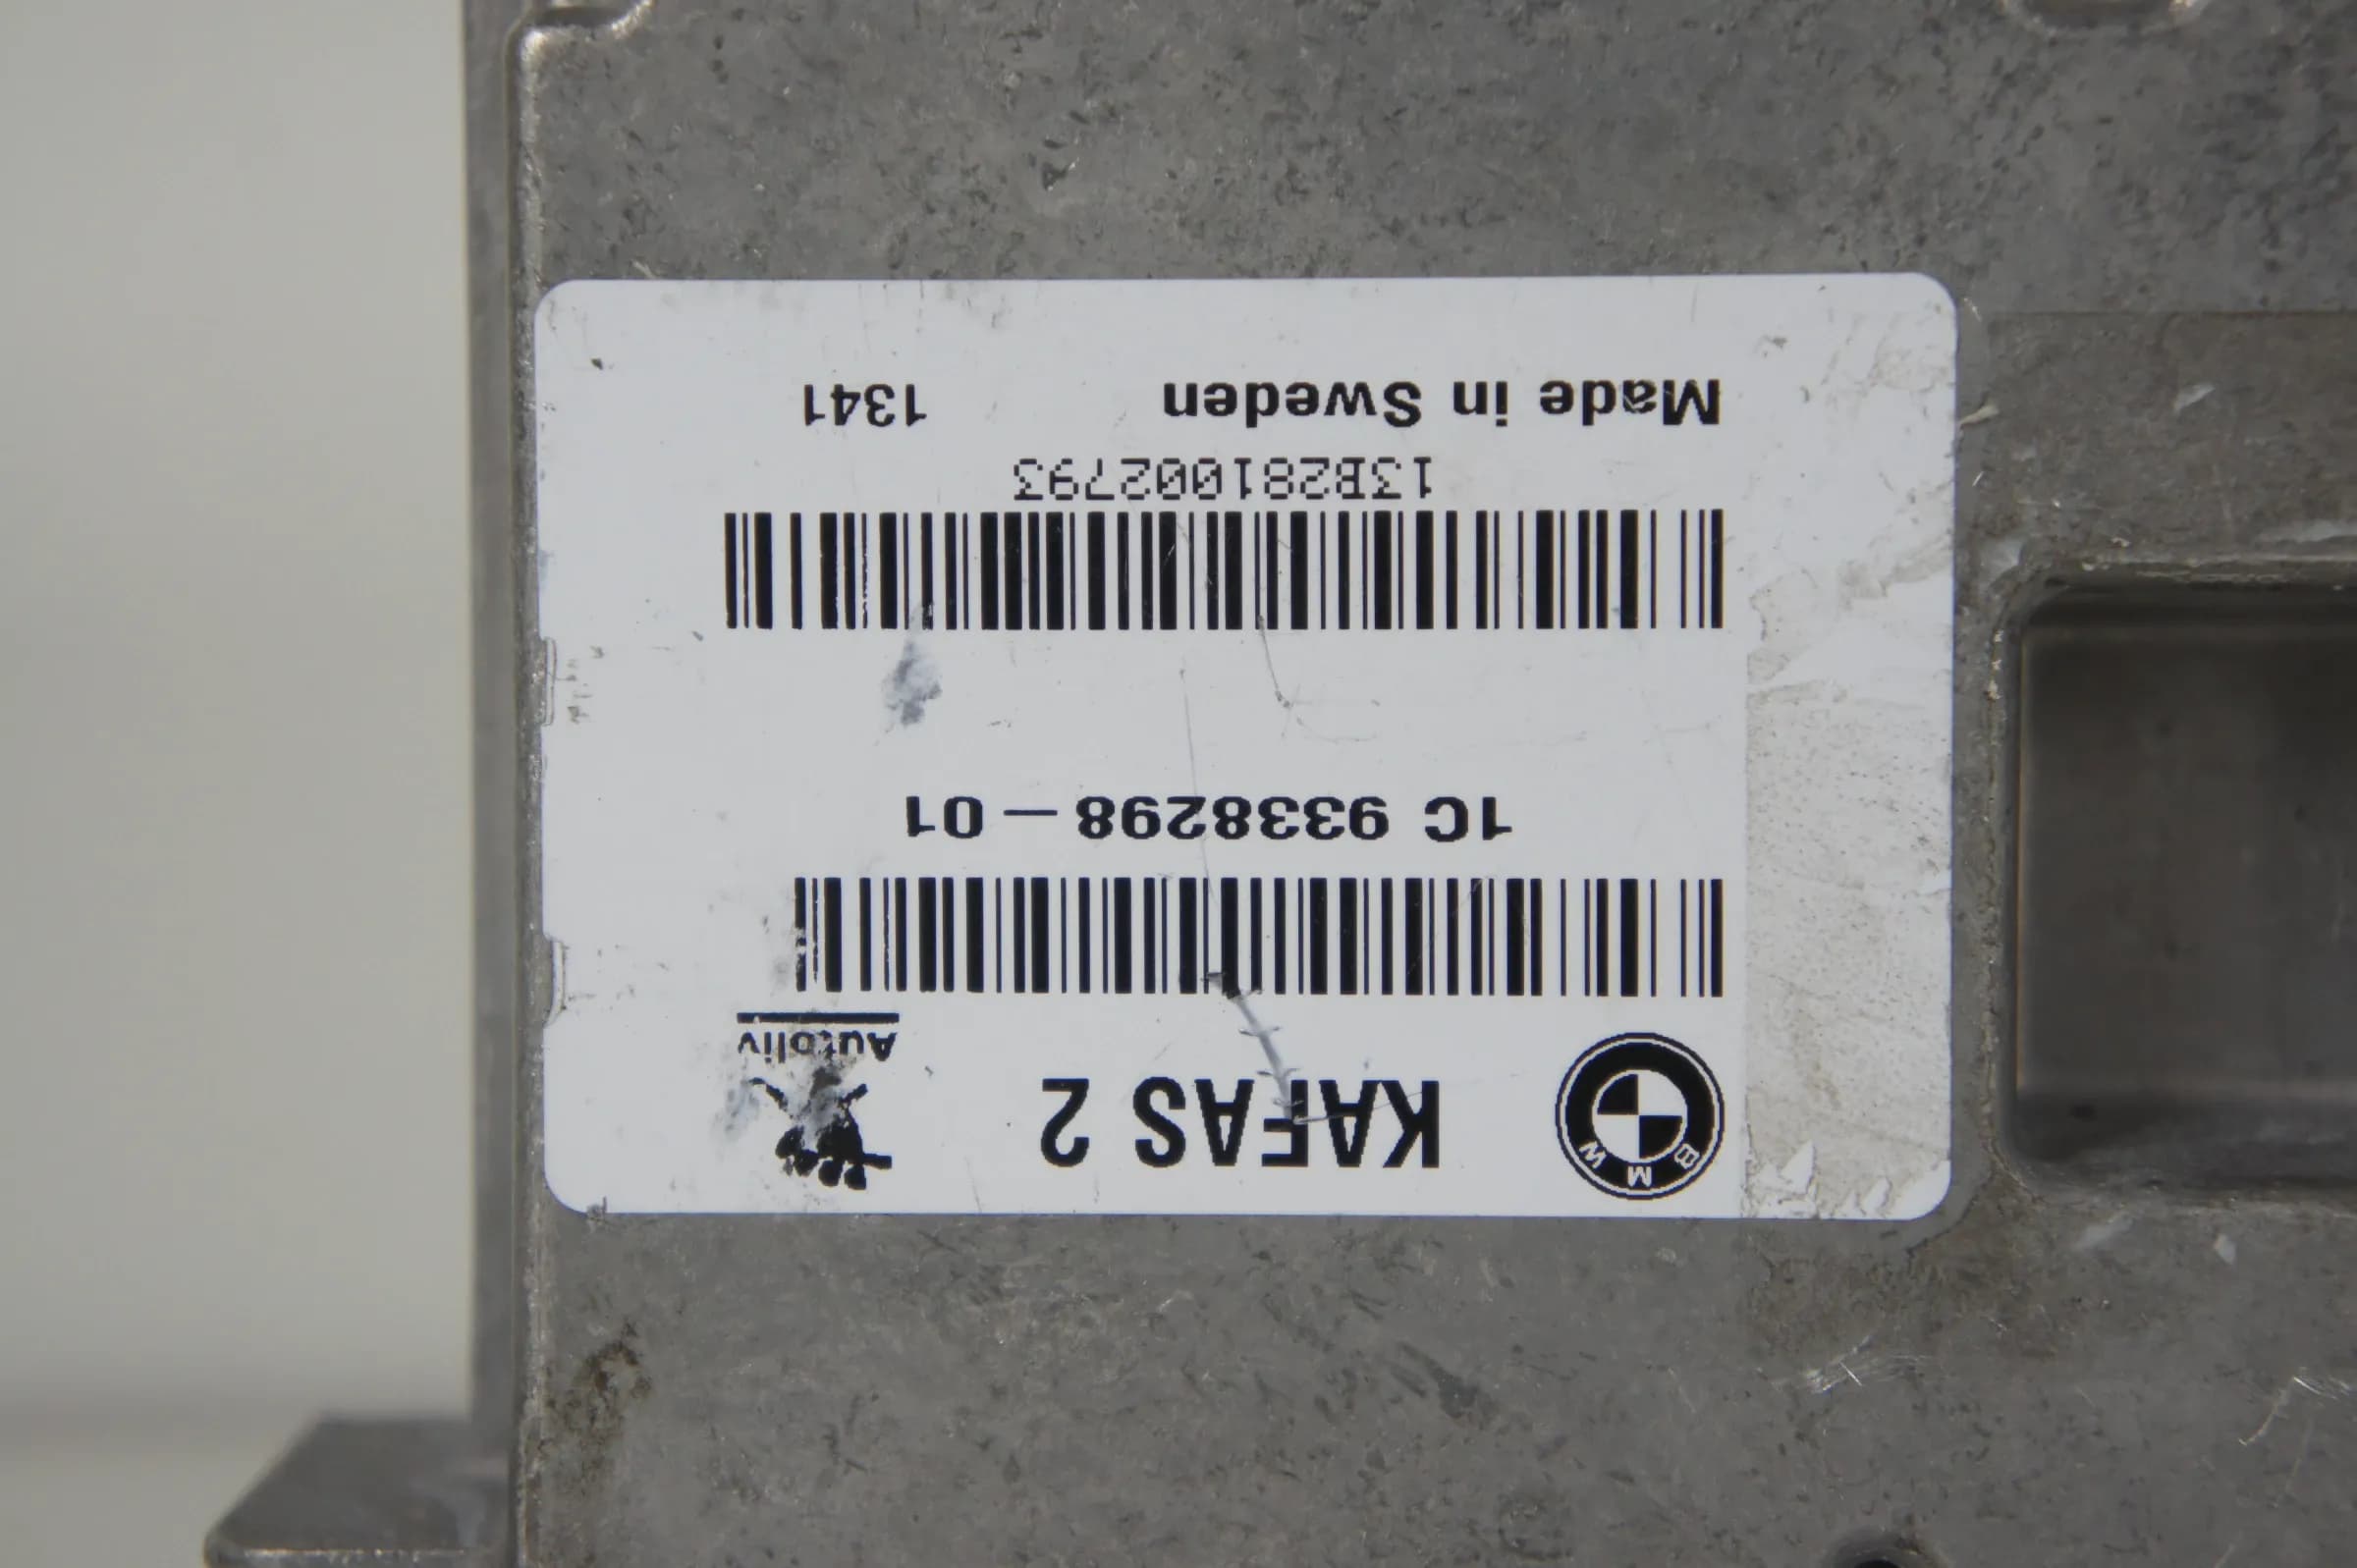 BMW KAFAS 2 Autoliv
1C 9338298-01
13B281002793
Made in Sweden 1341